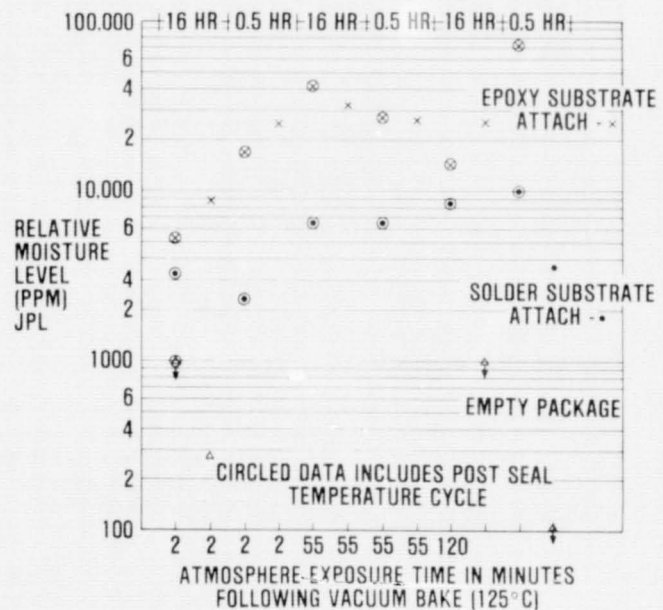 16 HR 0.5 HR 16 HR 0.5 HR 16 HR 0.5 HR
100.000
6
4
2
10.000
6
4
2
1000
6
4
2
100
RELATIVE
MOISTURE
LEVEL
(PPM)
JPL
EPOXY SUBSTRATE
ATTACH -- ×
SOLDER SUBSTRATE
ATTACH -- •
EMPTY PACKAGE
CIRCLED DATA INCLUDES POST SEAL
TEMPERATURE CYCLE
2 2 2 2 55 55 55 55 120
ATMOSPHERE-EXPOSURE TIME IN MINUTES
FOLLOWING VACUUM BAKE (125°C)